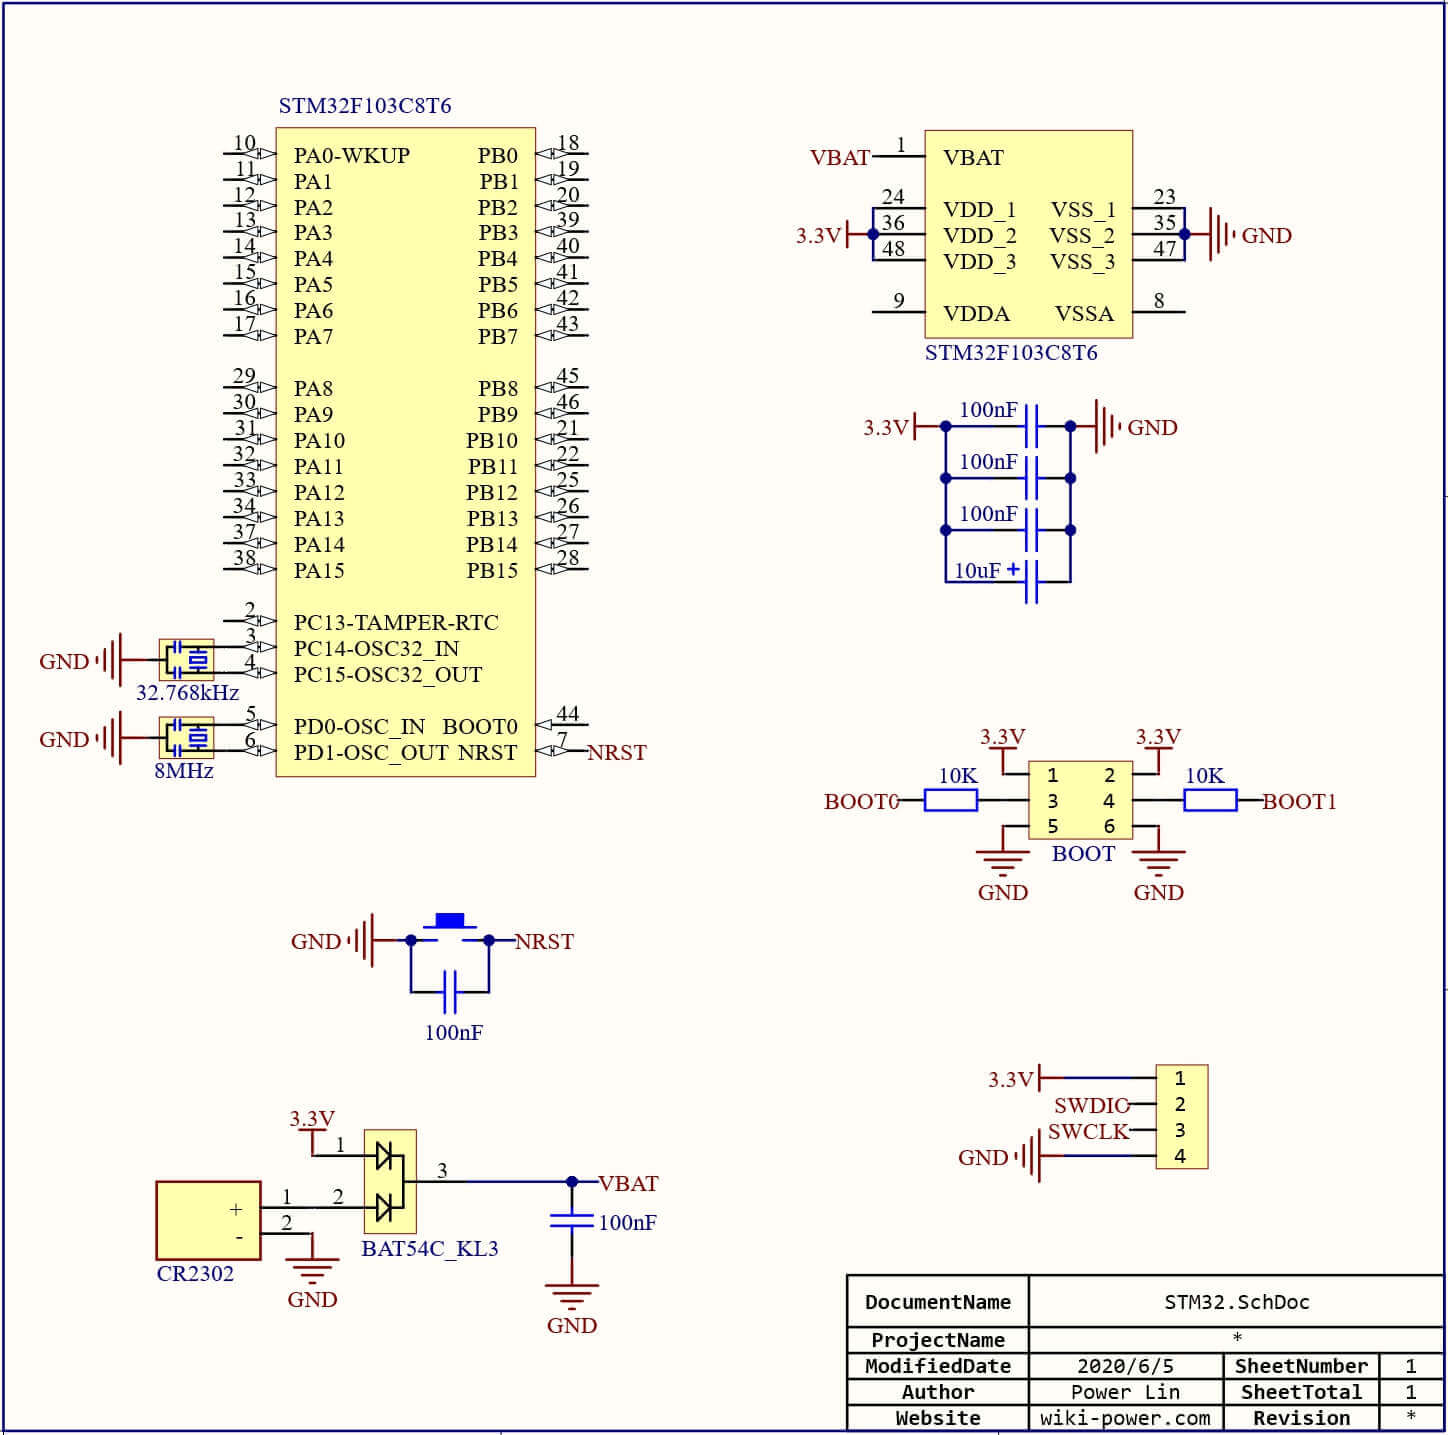 STM32F103C8T6
10 PA0-WKUP PB0 18
11 PA1 PB1 19
12 PA2 PB2 20
13 PA3 PB3 39
14 PA4 PB4 40
15 PA5 PB5 41
16 PA6 PB6 42
17 PA7 PB7 43
29 PA8 PB8 45
30 PA9 PB9 46
31 PA10 PB10 21
32 PA11 PB11 22
33 PA12 PB12 25
34 PA13 PB13 26
37 PA14 PB14 27
38 PA15 PB15 28
2 PC13-TAMPER-RTC
3 PC14-OSC32_IN
GND
4 PC15-OSC32_OUT
32.768kHz
5 PD0-OSC_IN BOOT0 44
GND
6 PD1-OSC_OUT NRST 7 NRST
8MHz
VBAT 1 VBAT
24 VDD_1 VSS_1 23
3.3V 36 VDD_2 VSS_2 35 GND
48 VDD_3 VSS_3 47
9 VDDA VSSA 8
STM32F103C8T6
100nF
3.3V GND
100nF
100nF
10uF +
3.3V 3.3V
10K 1 2 10K
BOOT0 3 4 BOOT1
5 6
BOOT
GND GND
GND NRST
100nF
3.3V 1
SWDIO 2
SWCLK 3
GND 4
3.3V
1
3 VBAT
+ 1 2
- 2
100nF
BAT54C_KL3
CR2302
GND
GND
DocumentName STM32.SchDoc
ProjectName *
ModifiedDate 2020/6/5 SheetNumber 1
Author Power Lin SheetTotal 1
Website wiki-power.com Revision *